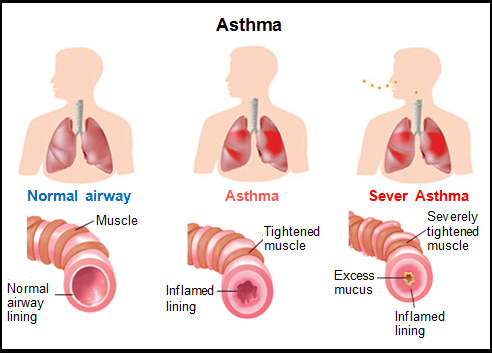 Asthma
Normal airway
Asthma
Sever Asthma
Muscle
Normal
airway
lining
Tightened
muscle
Inflamed
lining
Severely
tightened
muscle
Excess
mucus
Inflamed
lining